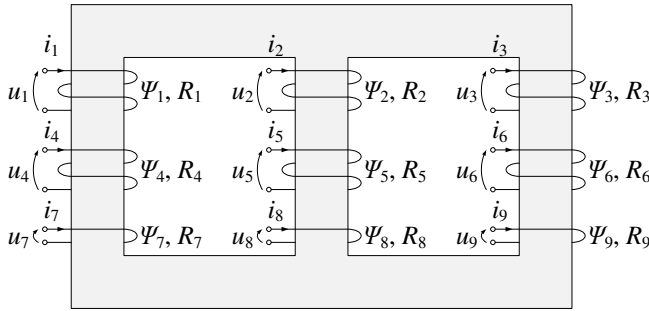 i1 i2 i3
u1 Ψ1, R1 u2 Ψ2, R2 u3 Ψ3, R3
i4 i5 i6
u4 Ψ4, R4 u5 Ψ5, R5 u6 Ψ6, R6
i7 i8 i9
u7 Ψ7, R7 u8 Ψ8, R8 u9 Ψ9, R9